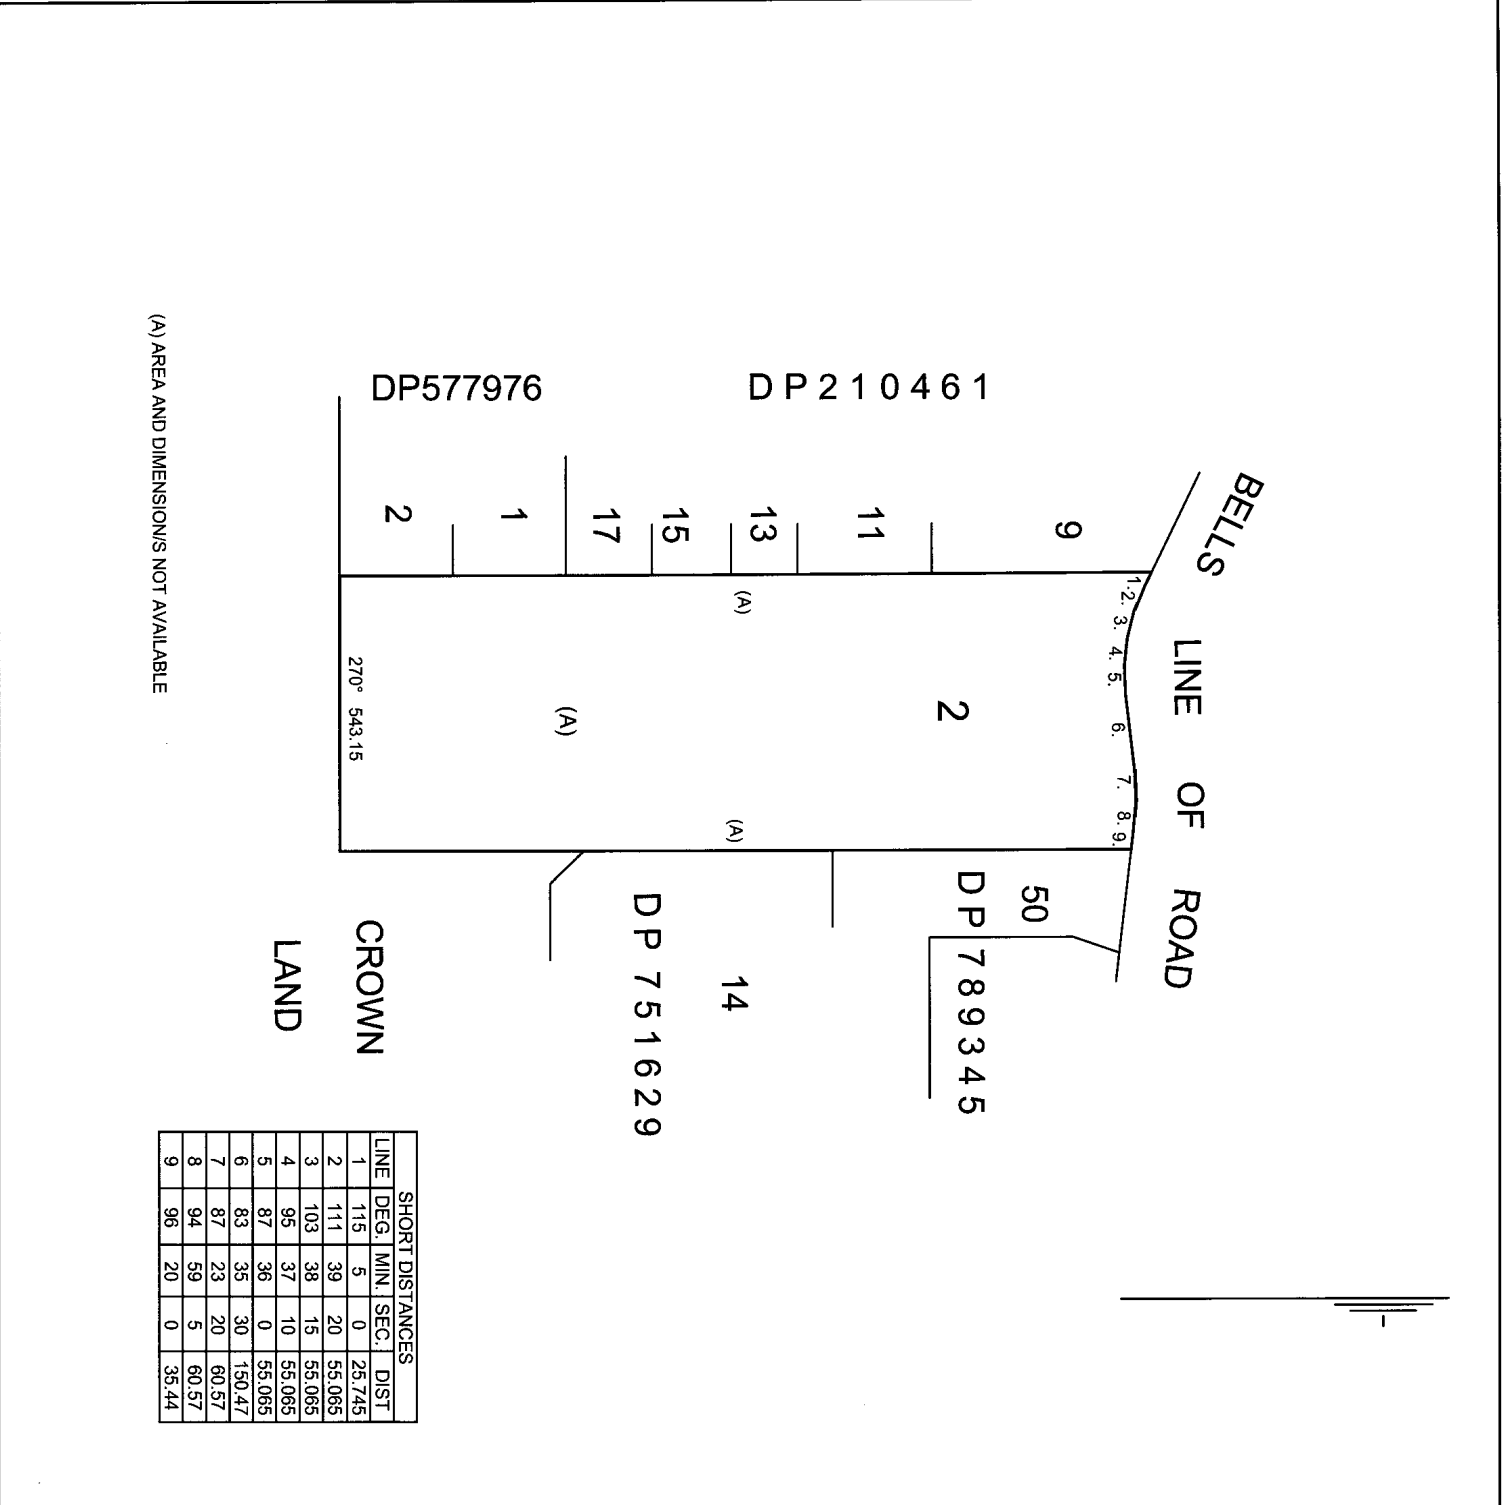 BELLS LINE OF ROAD
1. 2. 3. 4. 5. 6. 7. 8. 9.
DP210461
9
11
13
15
17
DP577976
1
2
2
(A)
(A)
(A)
270° 543.15
50
DP 789345
14
DP 751629
CROWN
LAND
(A) AREA AND DIMENSION/S NOT AVAILABLE
SHORT DISTANCES
LINE DEG. MIN. SEC. DIST
1 115 5 0 25.745
2 111 39 20 55.065
3 103 38 15 55.065
4 95 37 10 55.065
5 87 36 0 55.065
6 83 35 30 150.47
7 87 23 20 60.57
8 94 59 5 60.57
9 96 20 0 35.44